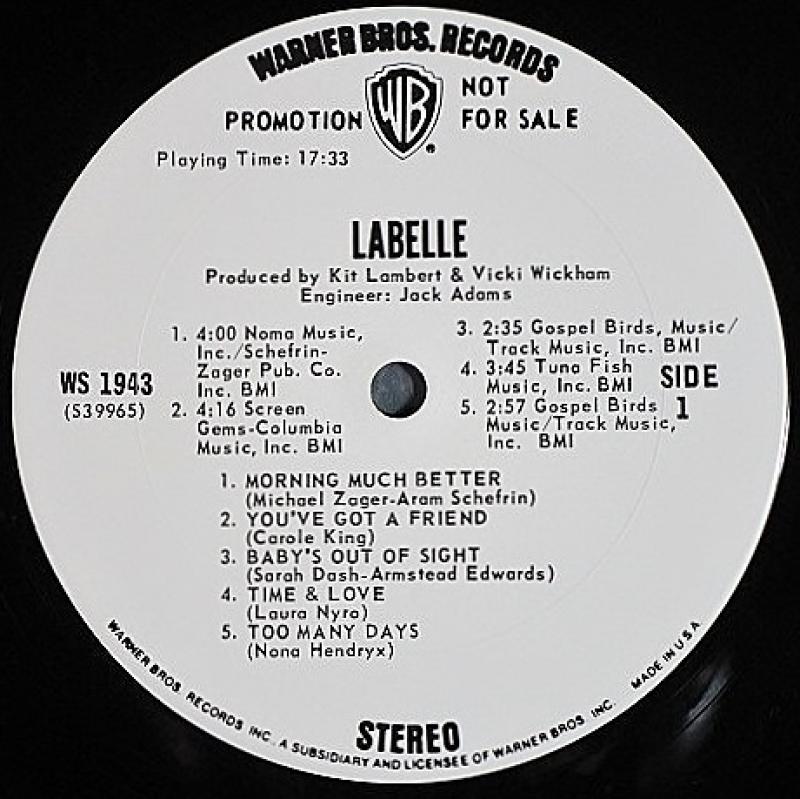 WARNER BROS. RECORDS
PROMOTION
WB
NOT
FOR SALE
Playing Time: 17:33
LABELLE
Produced by Kit Lambert & Vicki Wickham
Engineer: Jack Adams
1. 4:00 Noma Music,
Inc./Schefrin-
Zager Pub. Co.
Inc. BMI
2. 4:16 Screen
Gems-Columbia
Music, Inc. BMI
3. 2:35 Gospel Birds, Music/
Track Music, Inc. BMI
4. 3:45 Tuna Fish
Music, Inc. BMI
5. 2:57 Gospel Birds
Music/Track Music,
Inc. BMI
WS 1943
(S39965)
SIDE
1
1. MORNING MUCH BETTER
(Michael Zager-Aram Schefrin)
2. YOU'VE GOT A FRIEND
(Carole King)
3. BABY'S OUT OF SIGHT
(Sarah Dash-Armstead Edwards)
4. TIME & LOVE
(Laura Nyro)
5. TOO MANY DAYS
(Nona Hendryx)
STEREO
WARNER BROS. RECORDS INC., A SUBSIDIARY AND LICENSEE OF WARNER BROS. INC. MADE IN U.S.A.